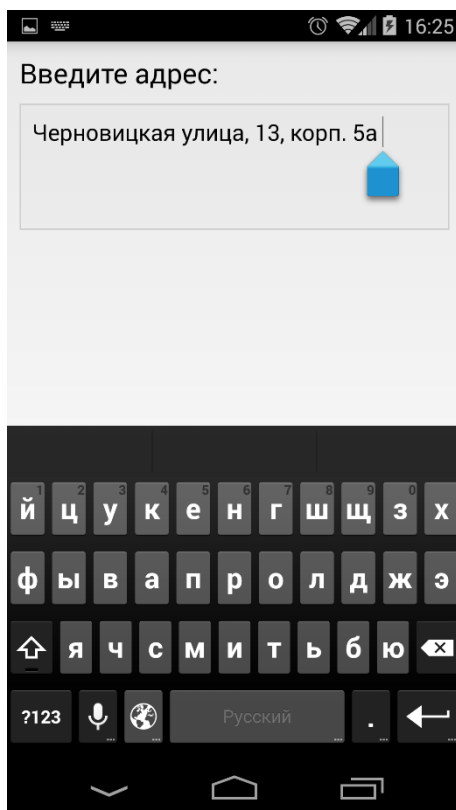 16:25
Введите адрес:
Черновицкая улица, 13, корп. 5а
1 2 3 4 5 6 7 8 9 0
й ц у к е н г ш щ з х
ф ы в а п р о л д ж э
я ч с м и т ь б ю
?123 Русский .